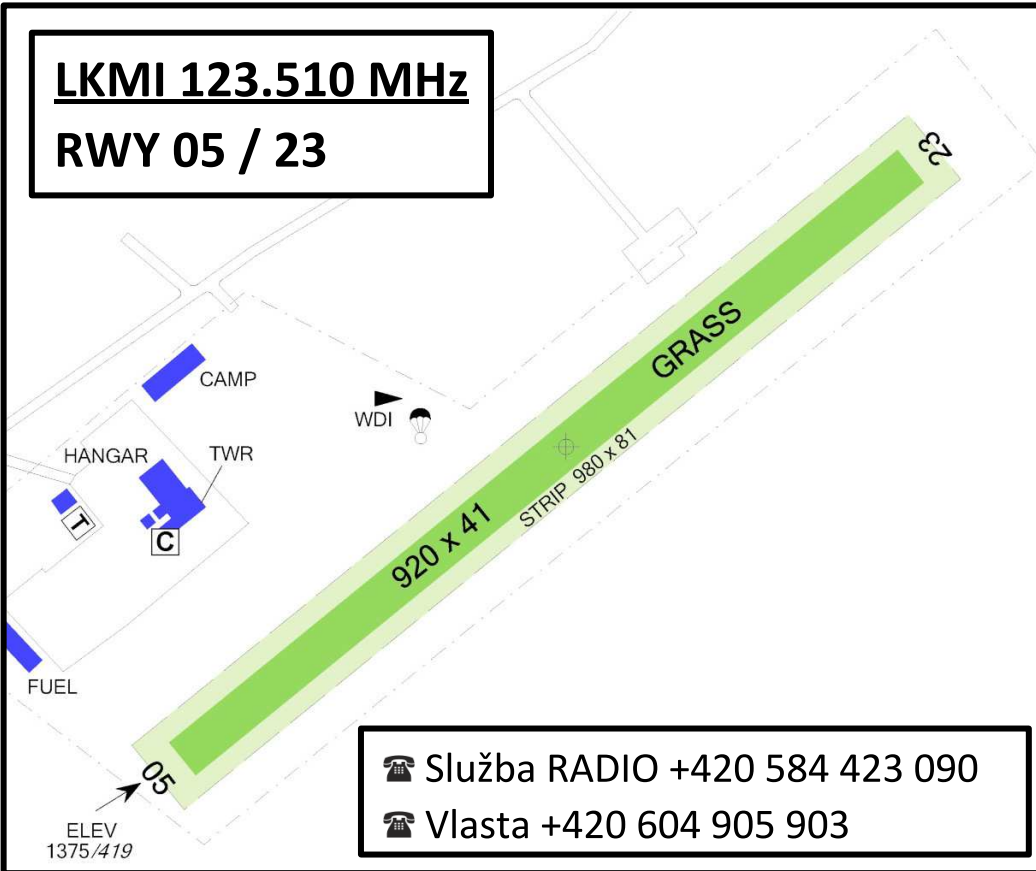 LKMI 123.510 MHz
RWY 05 / 23
23
GRASS
CAMP
WDI
HANGAR
TWR
STRIP 980 x 81
T
C
920 x 41
FUEL
05
ELEV
1375/419
☎ Služba RADIO +420 584 423 090
☎ Vlasta +420 604 905 903